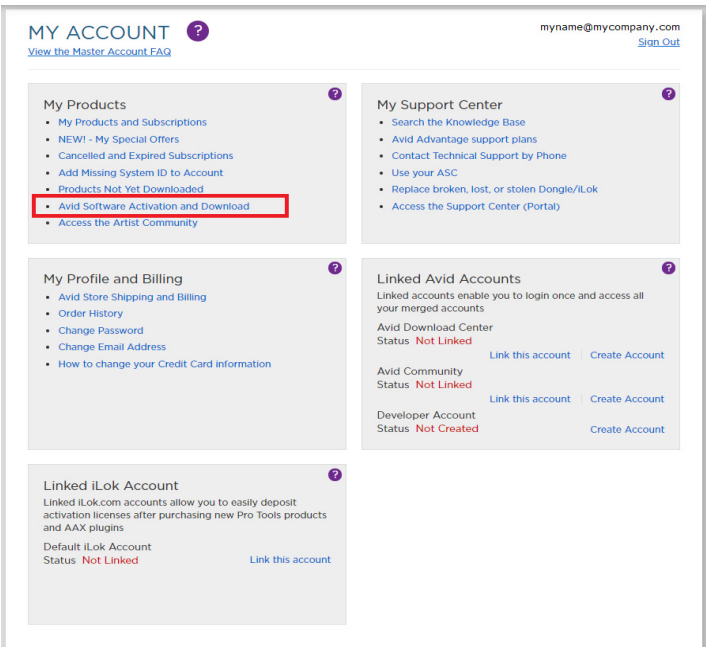 MY ACCOUNT ?
myname@mycompany.com
View the Master Account FAQ
Sign Out
?
My Products
• My Products and Subscriptions
• NEW! - My Special Offers
• Cancelled and Expired Subscriptions
• Add Missing System ID to Account
• Products Not Yet Downloaded
• Avid Software Activation and Download
• Access the Artist Community
?
My Support Center
• Search the Knowledge Base
• Avid Advantage support plans
• Contact Technical Support by Phone
• Use your ASC
• Replace broken, lost, or stolen Dongle/iLok
• Access the Support Center (Portal)
?
My Profile and Billing
• Avid Store Shipping and Billing
• Order History
• Change Password
• Change Email Address
• How to change your Credit Card information
?
Linked Avid Accounts
Linked accounts enable you to login once and access all
your merged accounts
Avid Download Center
Status Not Linked
Link this account Create Account
Avid Community
Status Not Linked
Link this account Create Account
Developer Account
Status Not Created
Create Account
?
Linked iLok Account
Linked iLok.com accounts allow you to easily deposit
activation licenses after purchasing new Pro Tools products
and AAX plugins
Default iLok Account
Status Not Linked
Link this account